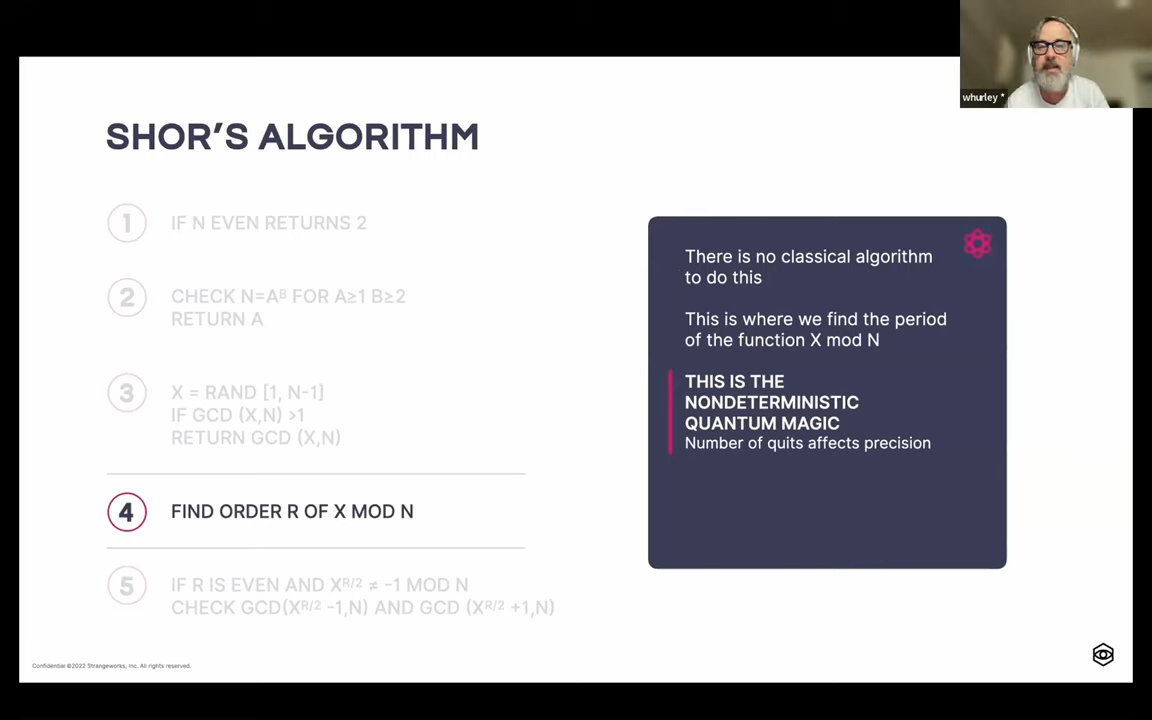 whurley *
SHOR’S ALGORITHM
1
IF N EVEN RETURNS 2
2
CHECK N=Aᴮ FOR A≥1 B≥2
RETURN A
3
X = RAND [1, N-1]
IF GCD (X,N) >1
RETURN GCD (X,N)
4
FIND ORDER R OF X MOD N
5
IF R IS EVEN AND Xᴿ/² ≠ -1 MOD N
CHECK GCD(Xᴿ/² -1,N) AND GCD (Xᴿ/² +1,N)
There is no classical algorithm
to do this
This is where we find the period
of the function X mod N
THIS IS THE
NONDETERMINISTIC
QUANTUM MAGIC
Number of quits affects precision
Confidential ©2022 Strangeworks, Inc. All rights reserved.